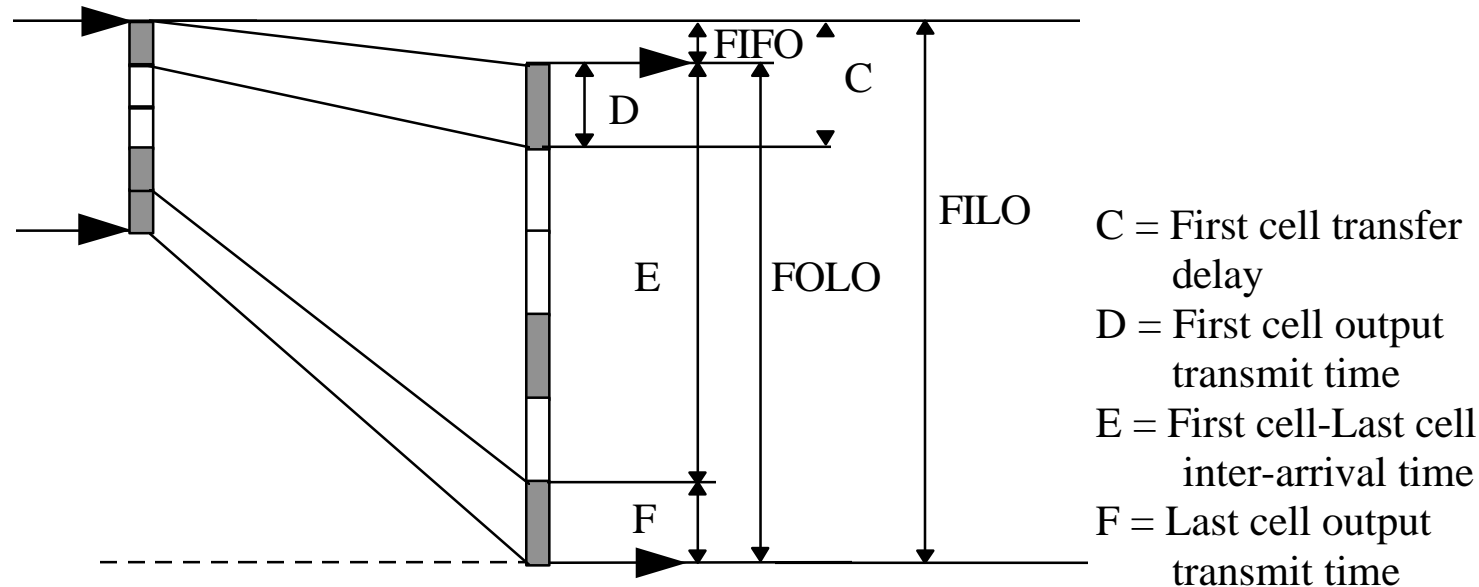 FIFO
C
D
FILO
E
FOLO
F
C = First cell transfer
delay
D = First cell output
transmit time
E = First cell-Last cell
inter-arrival time
F = Last cell output
transmit time